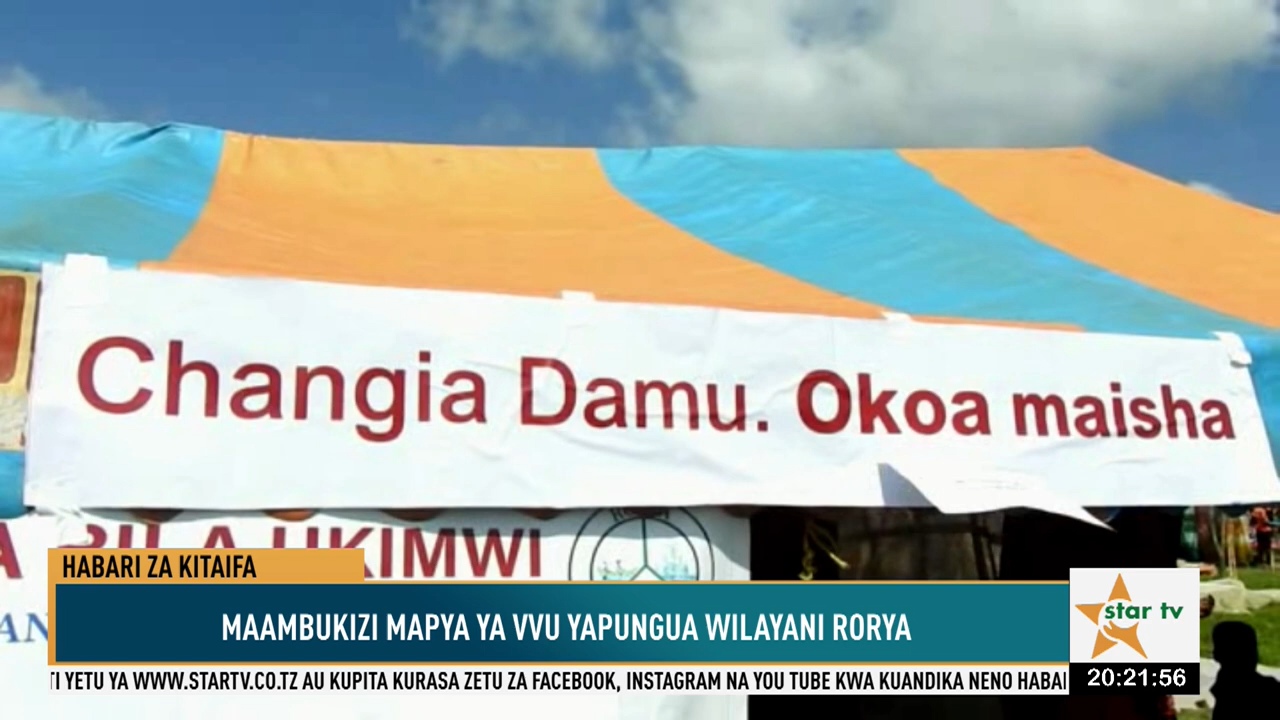 Changia Damu. Okoa maisha
UKIMWI
HABARI ZA KITAIFA
MAAMBUKIZI MAPYA YA VVU YAPUNGUA WILAYANI RORYA
star tv
YETU YA WWW.STARTV.CO.TZ AU KUPITA KURASA ZETU ZA FACEBOOK, INSTAGRAM NA YOU TUBE KWA KUANDIKA NENO
20:21:56